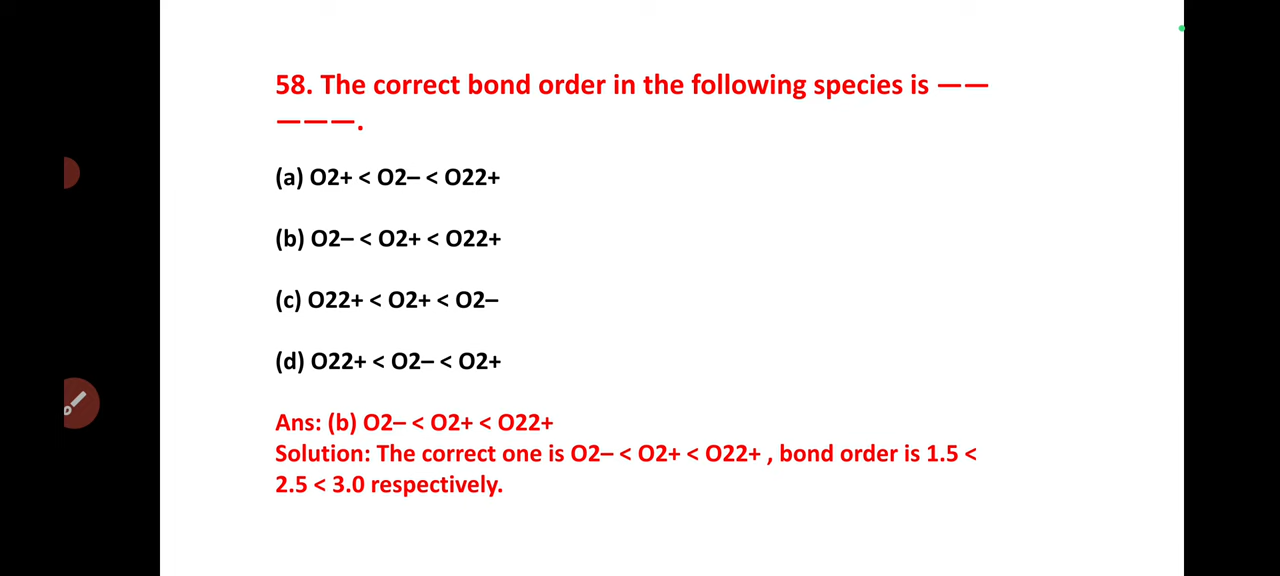 58. The correct bond order in the following species is ——
———.
(a) O2+ < O2– < O22+
(b) O2– < O2+ < O22+
(c) O22+ < O2+ < O2–
(d) O22+ < O2– < O2+
Ans: (b) O2– < O2+ < O22+
Solution: The correct one is O2– < O2+ < O22+ , bond order is 1.5 <
2.5 < 3.0 respectively.